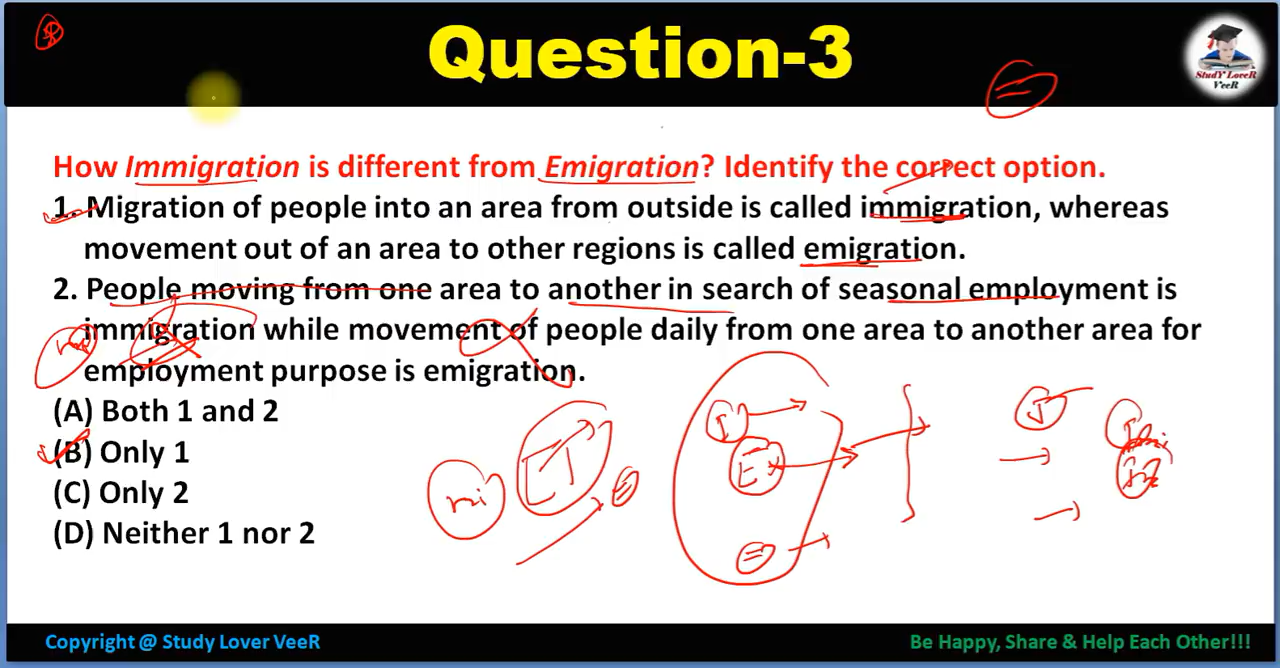 Question-3
StudY LoveR
VeeR
How Immigration is different from Emigration? Identify the correct option.
1. Migration of people into an area from outside is called immigration, whereas
movement out of an area to other regions is called emigration.
2. People moving from one area to another in search of seasonal employment is
immigration while movement of people daily from one area to another area for
employment purpose is emigration.
(A) Both 1 and 2
(B) Only 1
(C) Only 2
(D) Neither 1 nor 2
Copyright @ Study Lover VeeR
Be Happy, Share & Help Each Other!!!